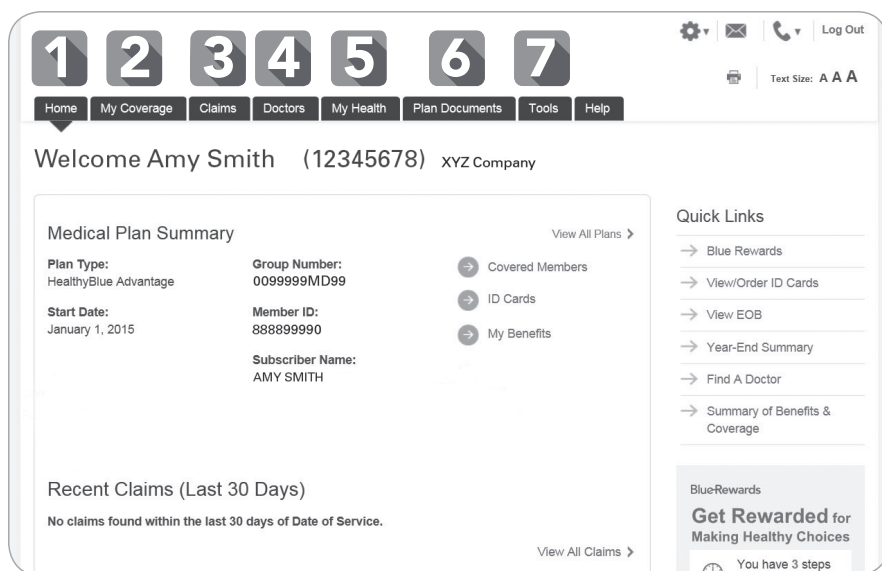 Log Out
Text Size: A A A
1 2 3 4 5 6 7
Home My Coverage Claims Doctors My Health Plan Documents Tools Help
Welcome Amy Smith (12345678) XYZ Company
Medical Plan Summary
View All Plans
Plan Type:
HealthyBlue Advantage
Start Date:
January 1, 2015
Group Number:
0099999MD99
Member ID:
888899990
Subscriber Name:
AMY SMITH
Covered Members
ID Cards
My Benefits
Recent Claims (Last 30 Days)
No claims found within the last 30 days of Date of Service.
View All Claims
Quick Links
Blue Rewards
View/Order ID Cards
View EOB
Year-End Summary
Find A Doctor
Summary of Benefits &
Coverage
BlueRewards
Get Rewarded for
Making Healthy Choices
You have 3 steps